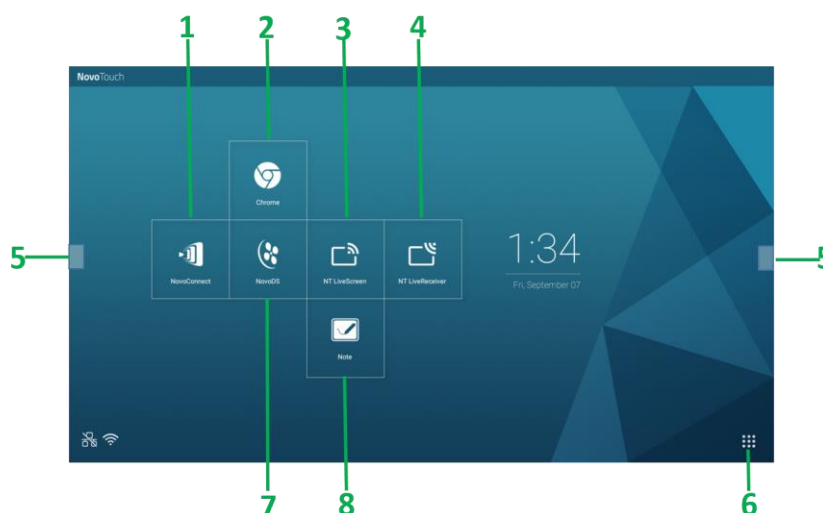 1 2 3 4
NovoTouch
Chrome
5 5
1:34
NovoConnect NovoDS NT LiveScreen NT LiveReceiver
Fri, September 07
Note
7 8 6